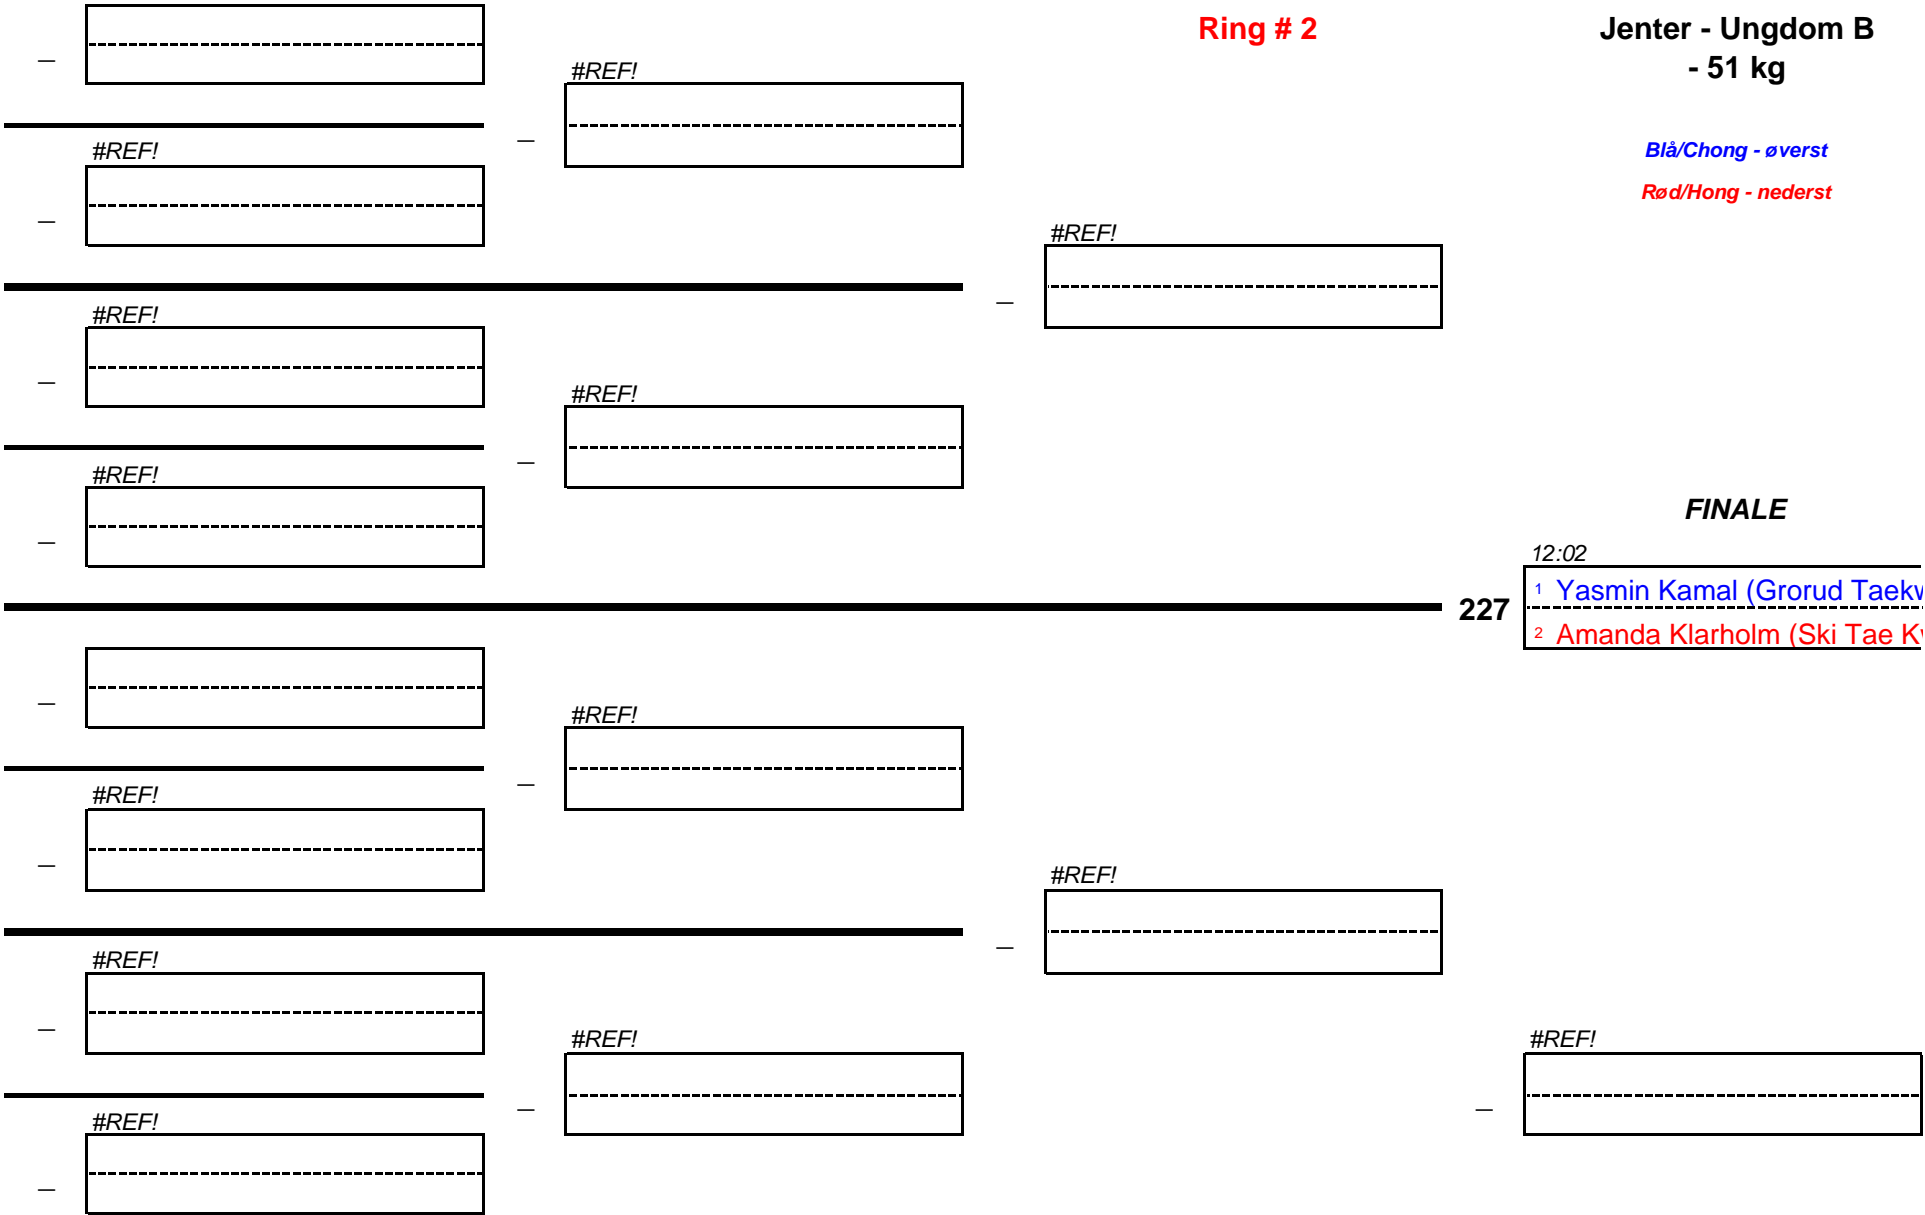 Ring # 2
Jenter - Ungdom B
- 51 kg
Blå/Chong - øverst
Rød/Hong - nederst
_
#REF!
_
#REF!
_
#REF!
_
#REF!
_
#REF!
_
#REF!
_
FINALE
12:02
227
1 Yasmin Kamal (Grorud Taekw
2 Amanda Klarholm (Ski Tae Kw
#REF!
_
_
#REF!
_
#REF!
_
#REF!
_
#REF!
_
#REF!
_
#REF!
_
#REF!
_